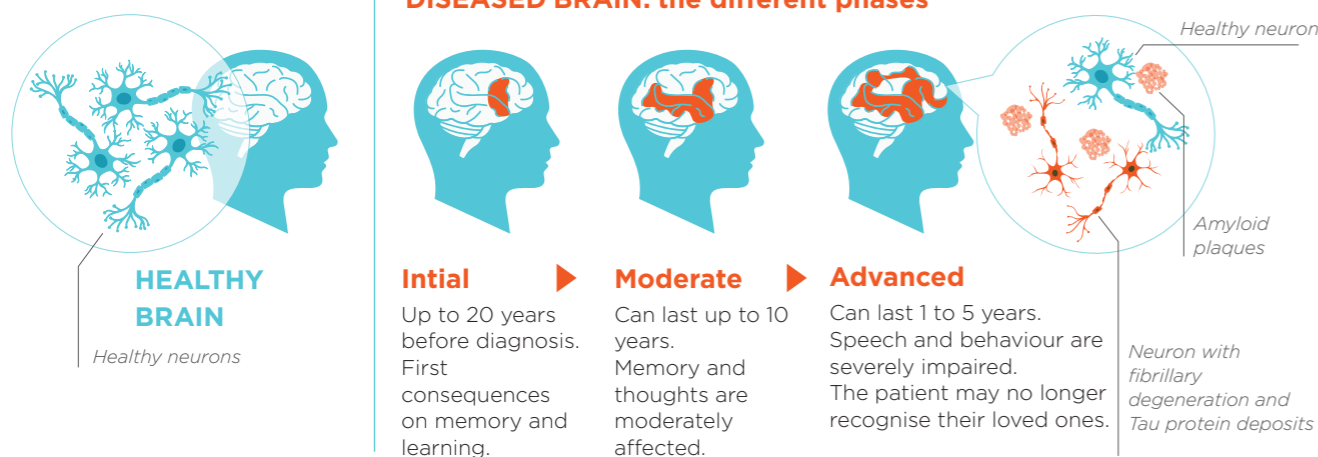 DISEASED BRAIN: the different phases
Healthy neuron
Amyloid
plaques
HEALTHY
BRAIN
Healthy neurons
Intial
Up to 20 years
before diagnosis.
First
consequences
on memory and
learning.
Moderate
Can last up to 10
years.
Memory and
thoughts are
moderately
affected.
Advanced
Can last 1 to 5 years.
Speech and behaviour are
severely impaired.
The patient may no longer
recognise their loved ones.
Neuron with
fibrillary
degeneration and
Tau protein deposits